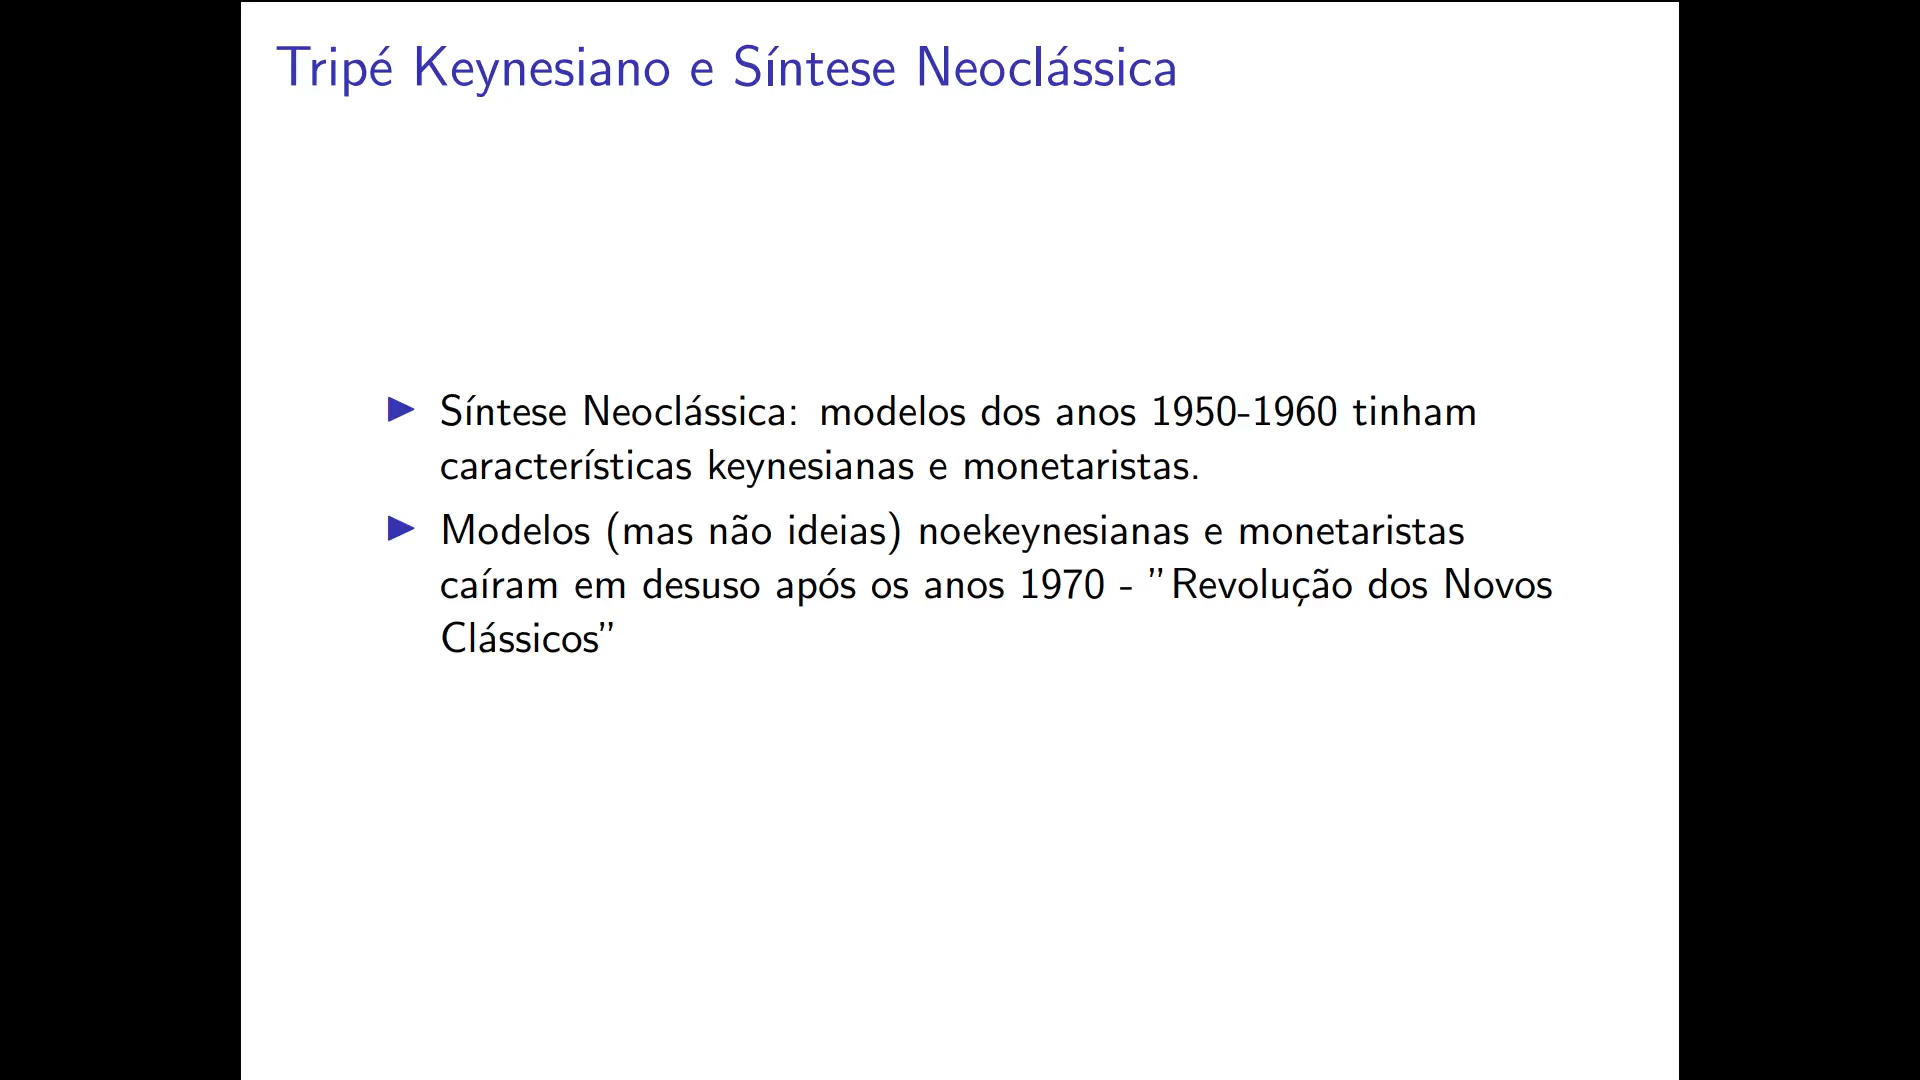 Tripé Keynesiano e Síntese Neoclássica
Síntese Neoclássica: modelos dos anos 1950-1960 tinham
características keynesianas e monetaristas.
Modelos (mas não ideias) noekeynesianas e monetaristas
caíram em desuso após os anos 1970 - ”Revolução dos Novos
Clássicos”